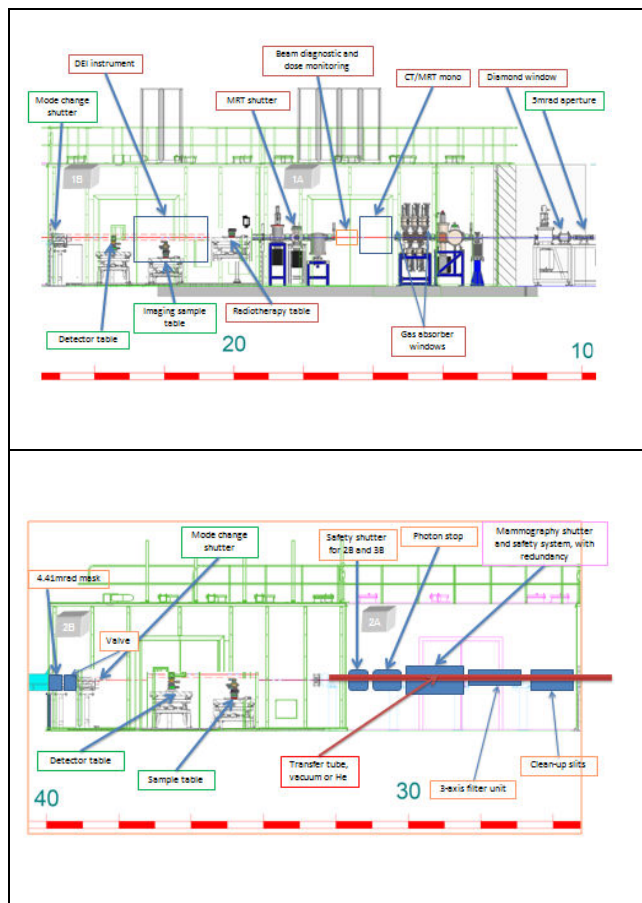 Beam diagnostic and
dose monitoring
DEI instrument
CT/MRT mono
Diamond window
Mode change
shutter
MRT shutter
5mrad aperture
1B
1A
Detector table
Imaging sample
table
Radiotherapy table
Gas absorber
windows
20
10
Mode change
shutter
Safety shutter
for 2B and 3B
Photon stop
Mammography shutter
and safety system, with
redundancy
4.41mrad mask
2B
2A
Valve
Detector table
Sample table
Transfer tube,
vacuum or He
3-axis filter unit
Clean-up slits
40
30